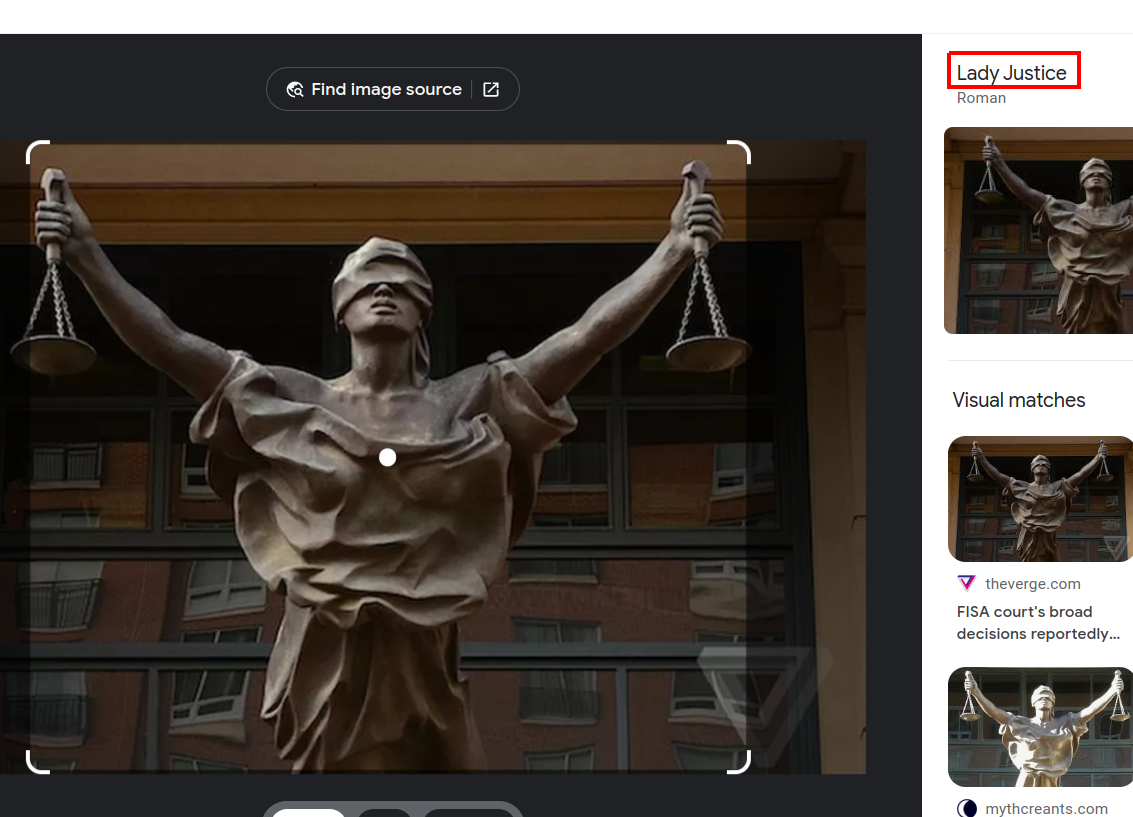 Find image source
Lady Justice
Roman
Visual matches
theverge.com
FISA court's broad
decisions reportedly...
mythcreants.com